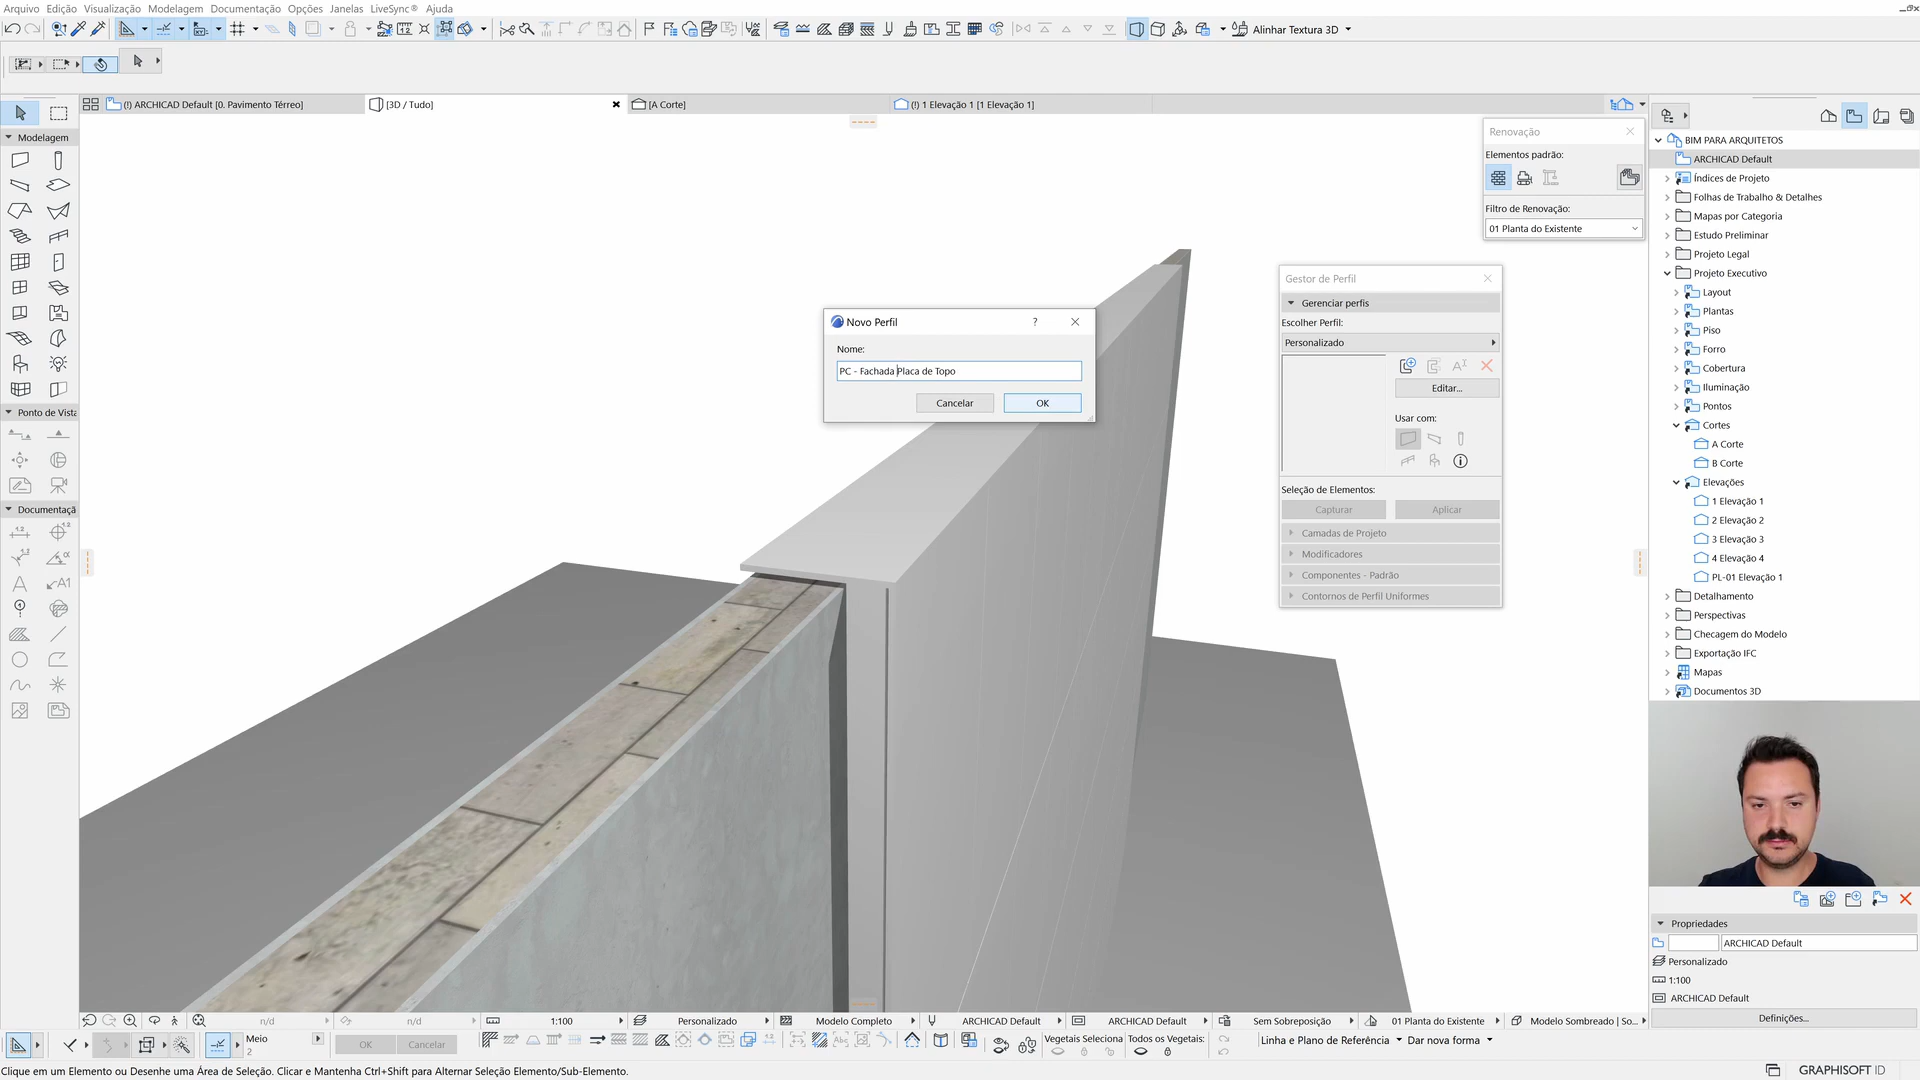 Arquivo Edição Visualização Modelagem Documentação Opções Janelas LiveSync® Ajuda
Alinhar Textura 3D
(!) ARCHICAD Default [0. Pavimento Térreo]
[3D / Tudo]
[A Corte]
(!) 1 Elevação 1 [1 Elevação 1]
Modelagem
Ponto de Vista
Documentaçã
Novo Perfil
?
Nome:
PC - Fachada Placa de Topo
Cancelar
OK
Renovação
Elementos padrão:
Filtro de Renovação:
01 Planta do Existente
Gestor de Perfil
Gerenciar perfis
Escolher Perfil:
Personalizado
Editar...
Usar com:
Seleção de Elementos:
Capturar
Aplicar
Camadas de Projeto
Modificadores
Componentes - Padrão
Contornos de Perfil Uniformes
BIM PARA ARQUITETOS
ARCHICAD Default
Índices de Projeto
Folhas de Trabalho & Detalhes
Mapas por Categoria
Estudo Preliminar
Projeto Legal
Projeto Executivo
Layout
Plantas
Piso
Forro
Cobertura
Iluminação
Pontos
Cortes
A Corte
B Corte
Elevações
1 Elevação 1
2 Elevação 2
3 Elevação 3
4 Elevação 4
PL-01 Elevação 1
Detalhamento
Perspectivas
Checagem do Modelo
Exportação IFC
Mapas
Documentos 3D
Propriedades
ARCHICAD Default
Personalizado
1:100
ARCHICAD Default
Definições...
n/d
n/d
1:100
Personalizado
Modelo Completo
ARCHICAD Default
ARCHICAD Default
Sem Sobreposição
01 Planta do Existente
Modelo Sombreado | So...
Meio
2
OK
Cancelar
Vegetais Seleciona
Todos os Vegetais:
Linha e Plano de Referência
Dar nova forma
Clique em um Elemento ou Desenhe uma Área de Seleção. Clicar e Mantenha Ctrl+Shift para Alternar Seleção Elemento/Sub-Elemento.
GRAPHISOFT ID